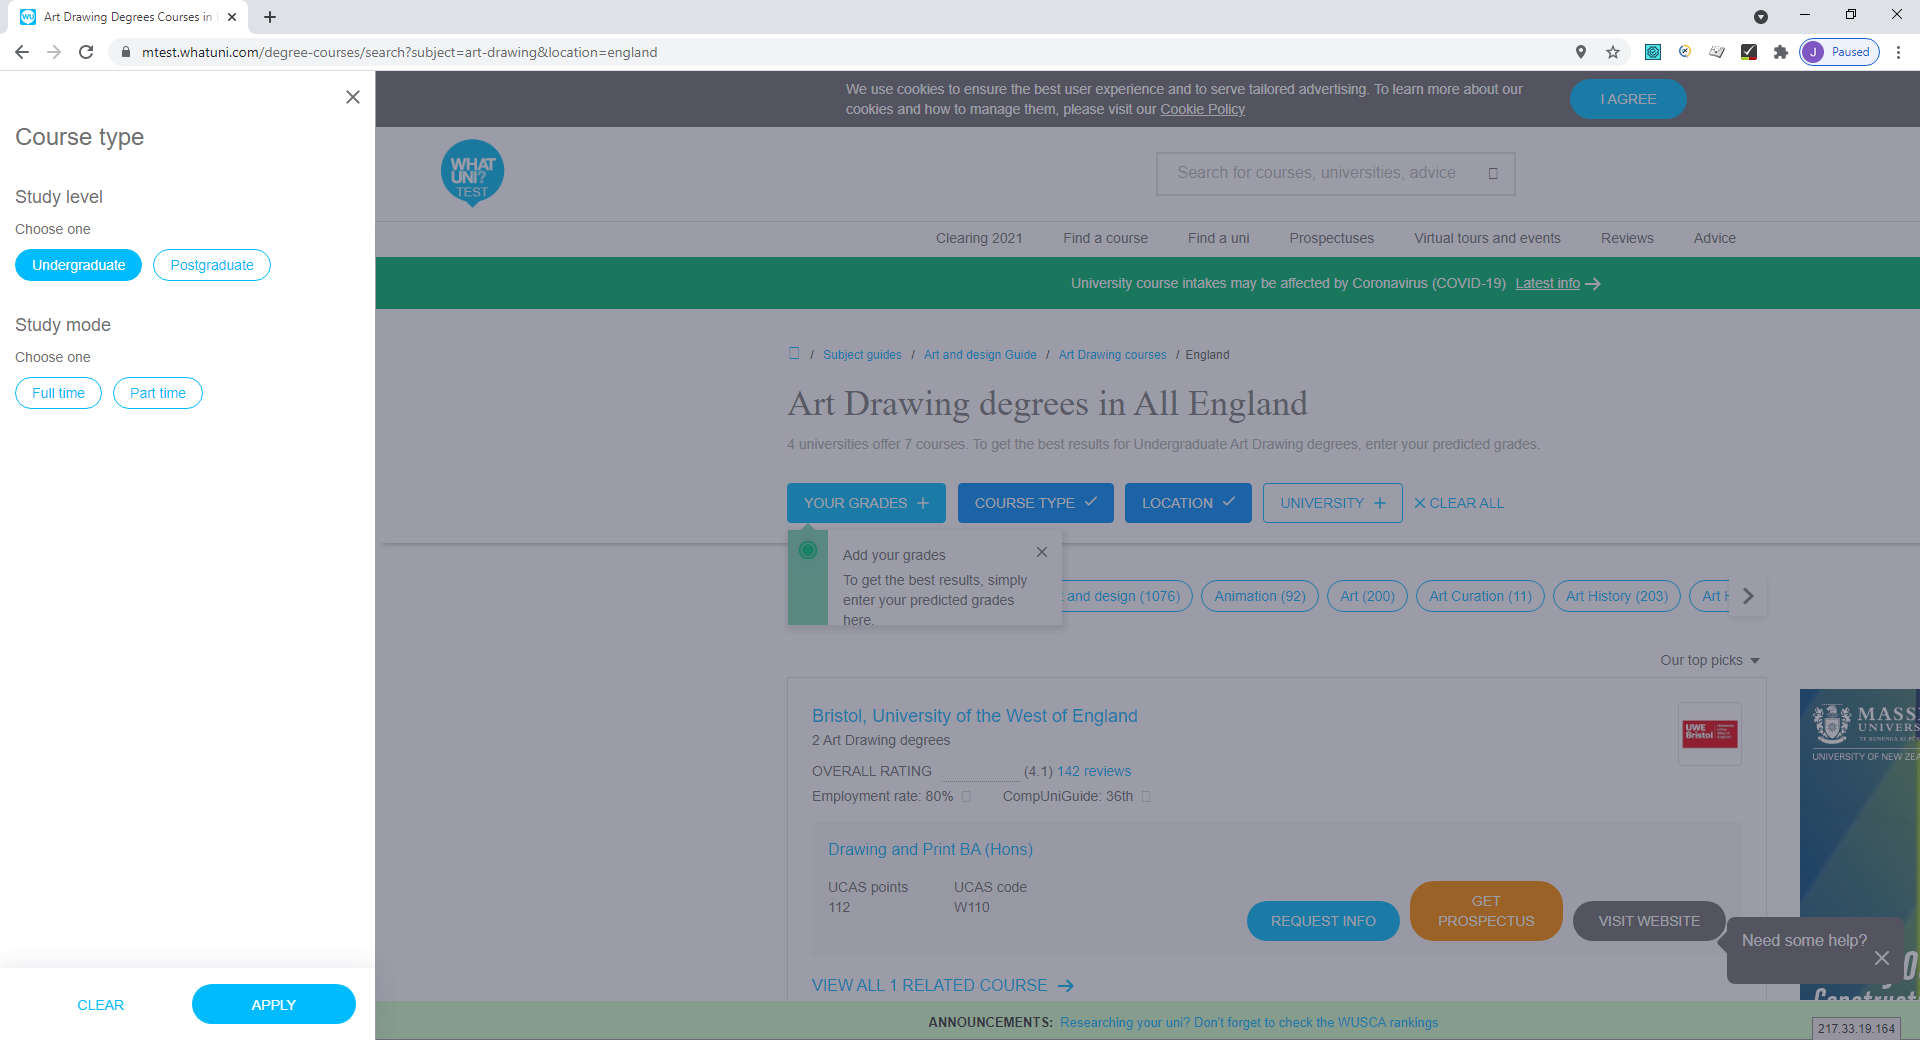 Art Drawing Degrees Courses in
mtest.whatuni.com/degree-courses/search?subject=art-drawing&location=england
J Paused
Course type
Study level
Choose one
Undergraduate Postgraduate
Study mode
Choose one
Full time Part time
CLEAR APPLY
We use cookies to ensure the best user experience and to serve tailored advertising. To learn more about our
cookies and how to manage them, please visit our Cookie Policy
I AGREE
WHAT
UNI?
TEST
Search for courses, universities, advice
Clearing 2021 Find a course Find a uni Prospectuses Virtual tours and events Reviews Advice
University course intakes may be affected by Coronavirus (COVID-19) Latest info
/ Subject guides / Art and design Guide / Art Drawing courses / England
Art Drawing degrees in All England
4 universities offer 7 courses. To get the best results for Undergraduate Art Drawing degrees, enter your predicted grades.
YOUR GRADES COURSE TYPE LOCATION UNIVERSITY CLEAR ALL
Add your grades
To get the best results, simply
enter your predicted grades
here.
and design (1076) Animation (92) Art (200) Art Curation (11) Art History (203) Art H
Our top picks
Bristol, University of the West of England
2 Art Drawing degrees
OVERALL RATING (4.1) 142 reviews
Employment rate: 80% CompUniGuide: 36th
UWE
Bristol
Drawing and Print BA (Hons)
UCAS points UCAS code
112 W110
REQUEST INFO
GET
PROSPECTUS
VISIT WEBSITE
VIEW ALL 1 RELATED COURSE
MASS
UNIVERS
UNIVERSITY OF NEW ZEA
Need some help?
ANNOUNCEMENTS: Researching your uni? Don't forget to check the WUSCA rankings
217.33.19.164